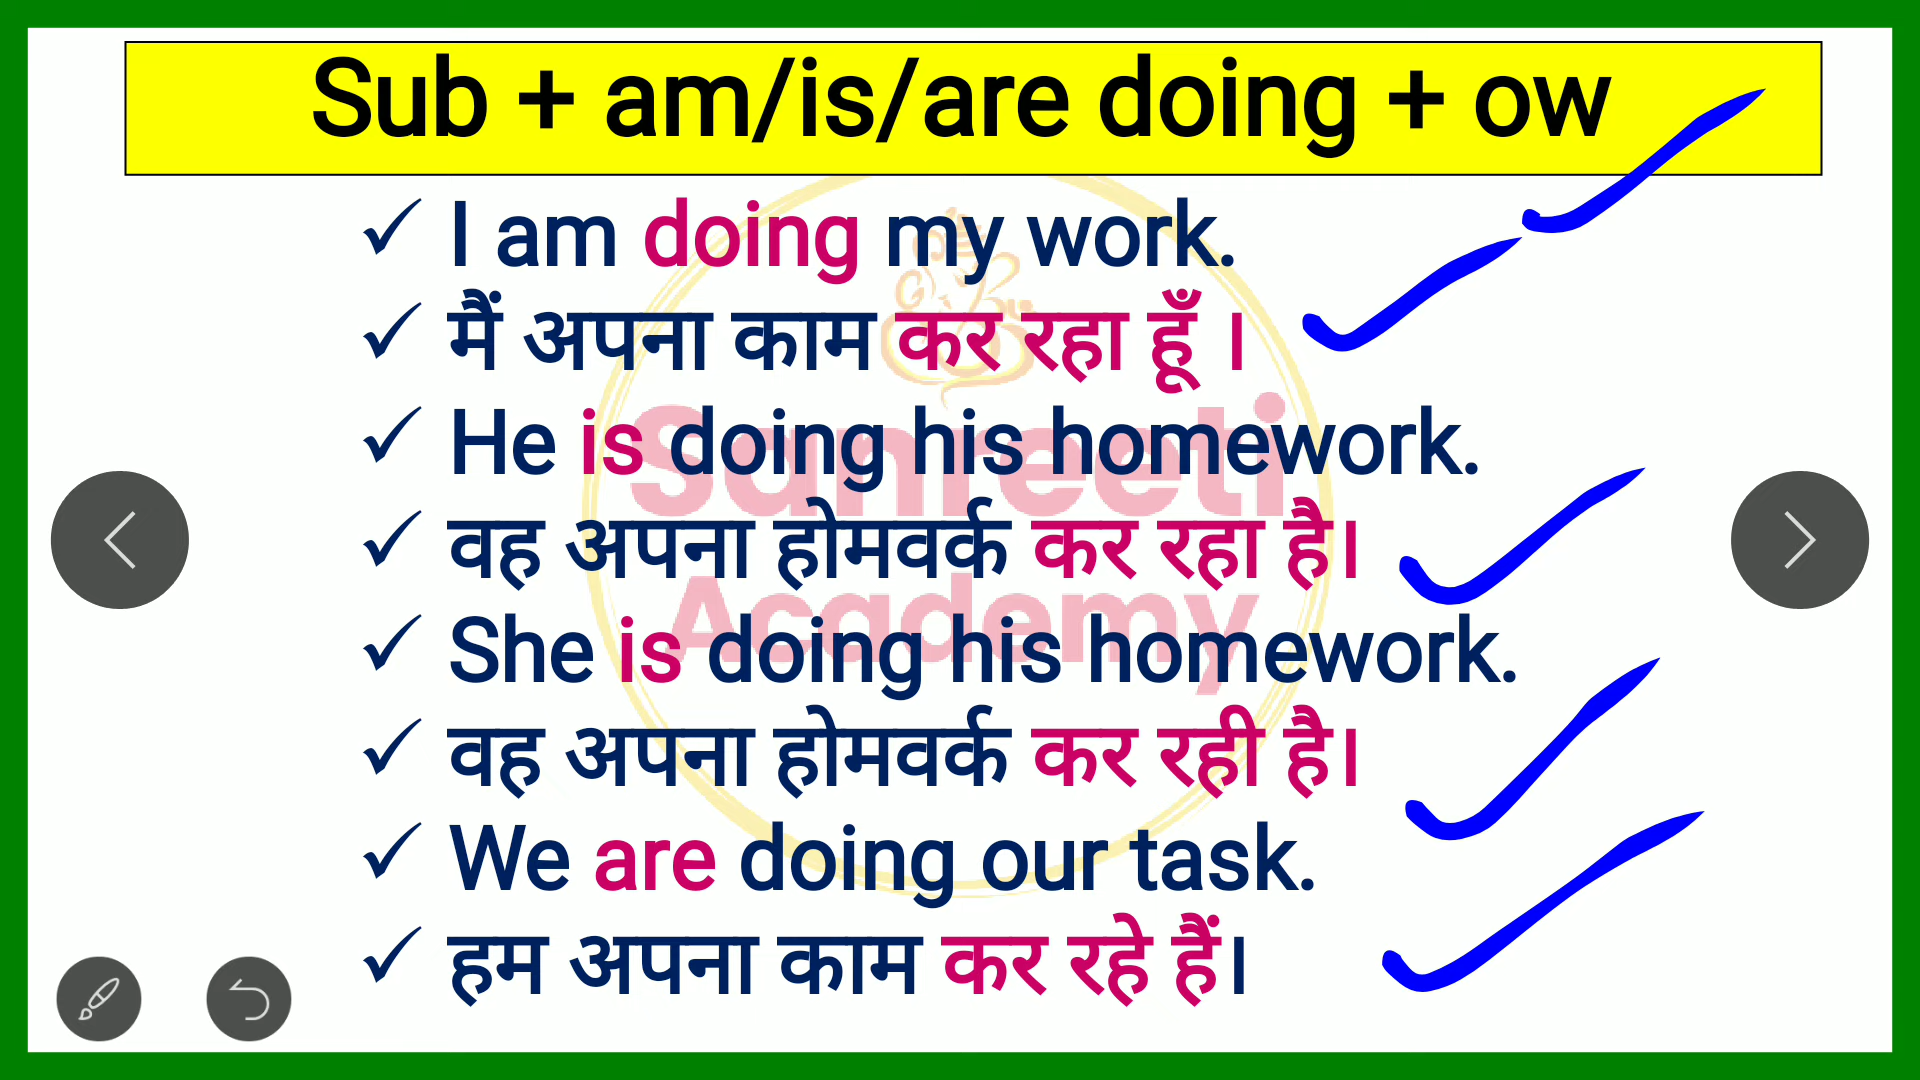 Sub + am/is/are doing + ow
I am doing my work.
मैं अपना काम कर रहा हूँ ।
He is doing his homework.
वह अपना होमवर्क कर रहा है।
She is doing his homework.
वह अपना होमवर्क कर रही है।
We are doing our task.
हम अपना काम कर रहे हैं।
Sanreeti
Academy